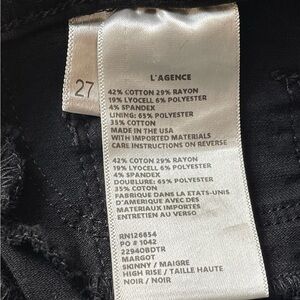 27
L'AGENCE
42% COTTON 29% RAYON
19% LYOCELL 6% POLYESTER
4% SPANDEX
LINING: 65% POLYESTER
35% COTTON
MADE IN THE USA
WITH IMPORTED MATERIALS
CARE INSTRUCTIONS ON REVERSE
42% COTON 29% RAYON
19% LYOCELL 6% POLYESTER
4% SPANDEX
DOUBLURE: 65% POLYESTER
35% COTON
FABRIQUE DANS LA ETATS-UNIS
D'AMERIQUE AVEC DES
MATERIAUX IMPORTES
ENTRETIEN AU VERSO
RN126854
PO # 1042
22940BDTR
MARGOT
SKINNY / MAIGRE
HIGH RISE / TAILLE HAUTE
NOIR / NOIR